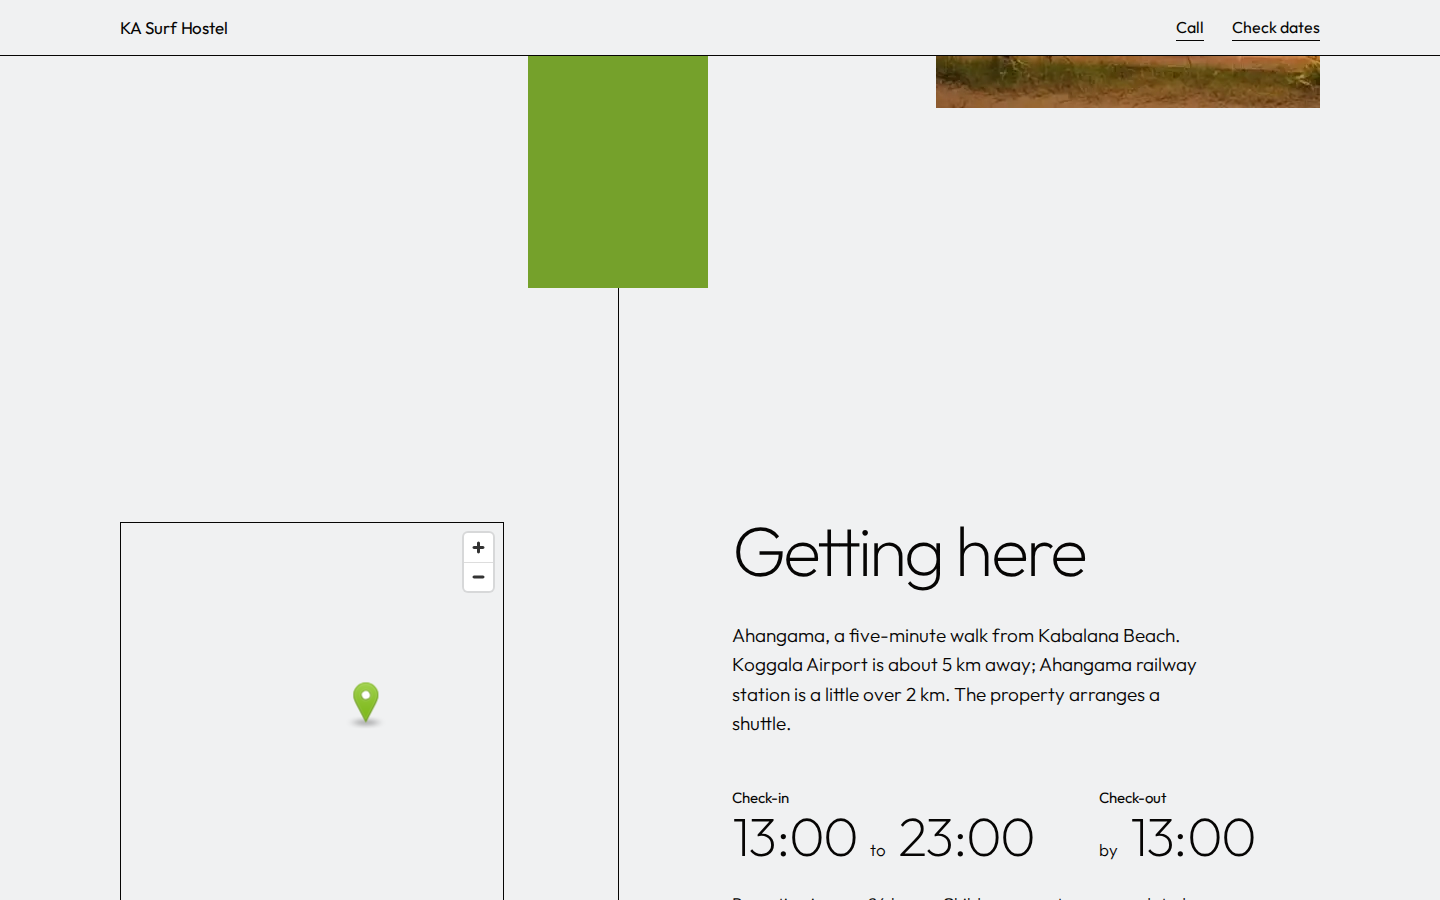 KA Surf Hostel
Call
Check dates
Getting here
Ahangama, a five-minute walk from Kabalana Beach.
Koggala Airport is about 5 km away; Ahangama railway
station is a little over 2 km. The property arranges a
shuttle.
Check-in
13:00 to 23:00
Check-out
by 13:00